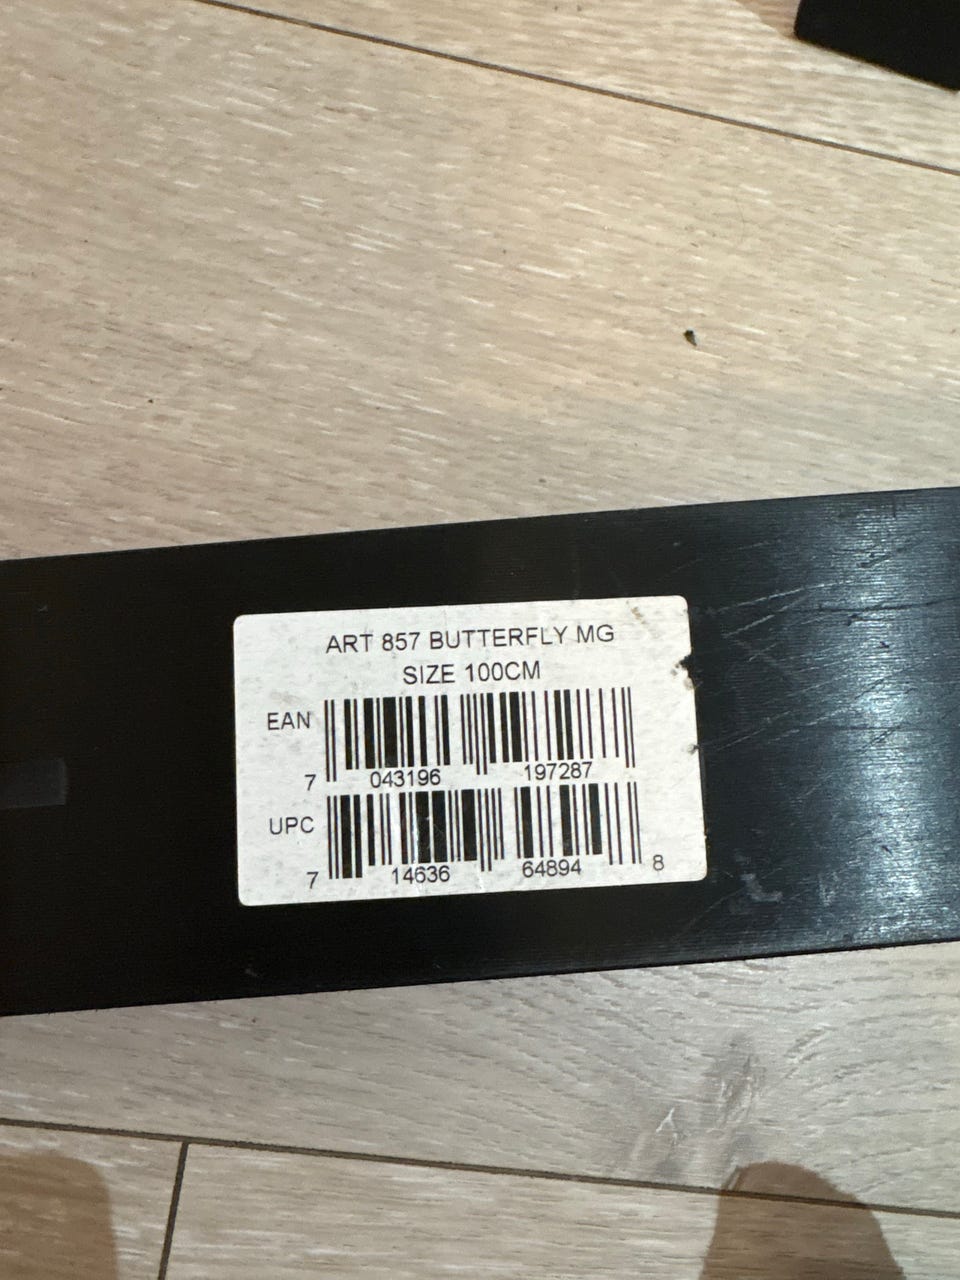 ART 857 BUTTERFLY MG
SIZE 100CM
EAN
7 043196 197287
UPC
7 14636 64894 8